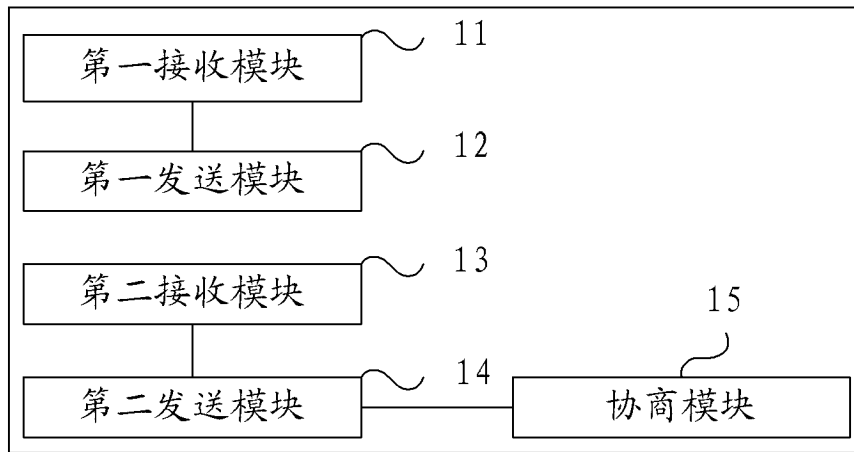 第一接收模块 11
第一发送模块 12
第二接收模块 13
15
第二发送模块 14
协商模块